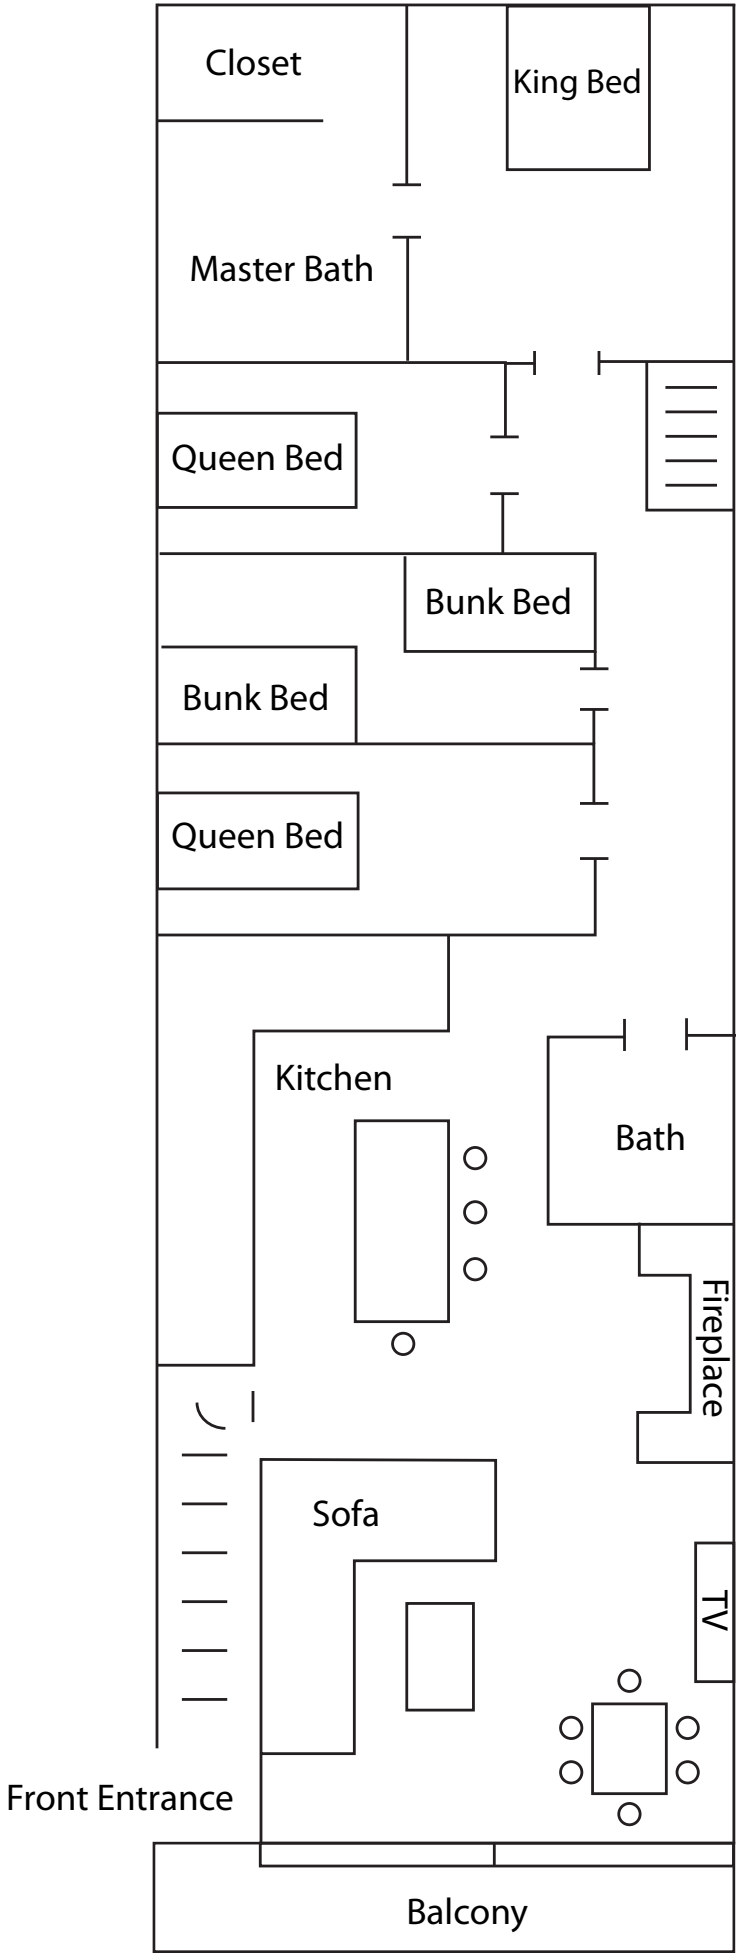 Closet
King Bed
Master Bath
Queen Bed
Bunk Bed
Bunk Bed
Queen Bed
Kitchen
Bath
Fireplace
Sofa
TV
Front Entrance
Balcony